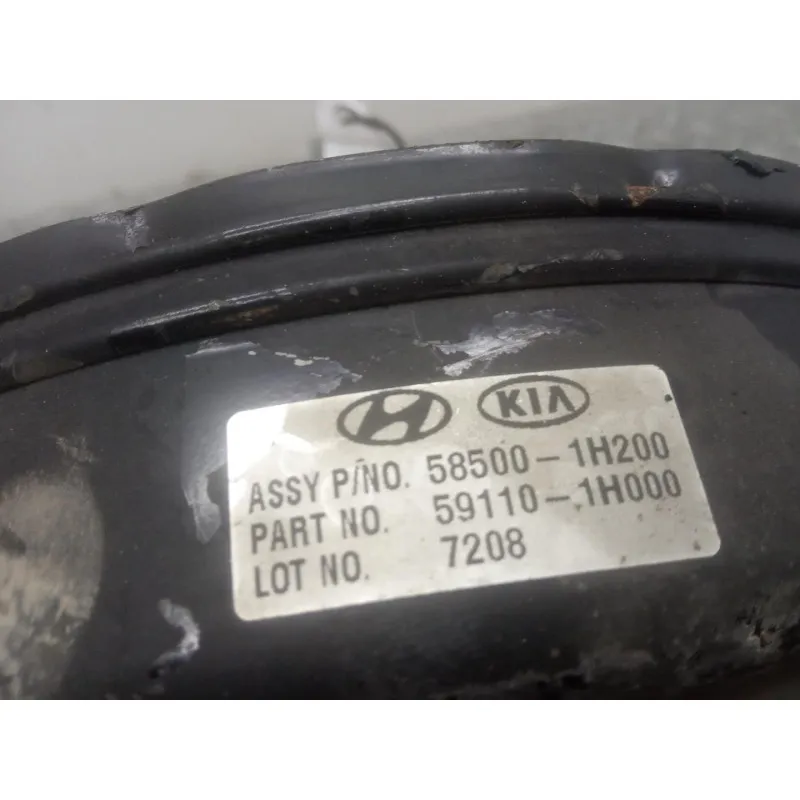 KIA
ASSY P/NO. 58500-1H200
PART NO. 59110-1H000
LOT NO. 7208